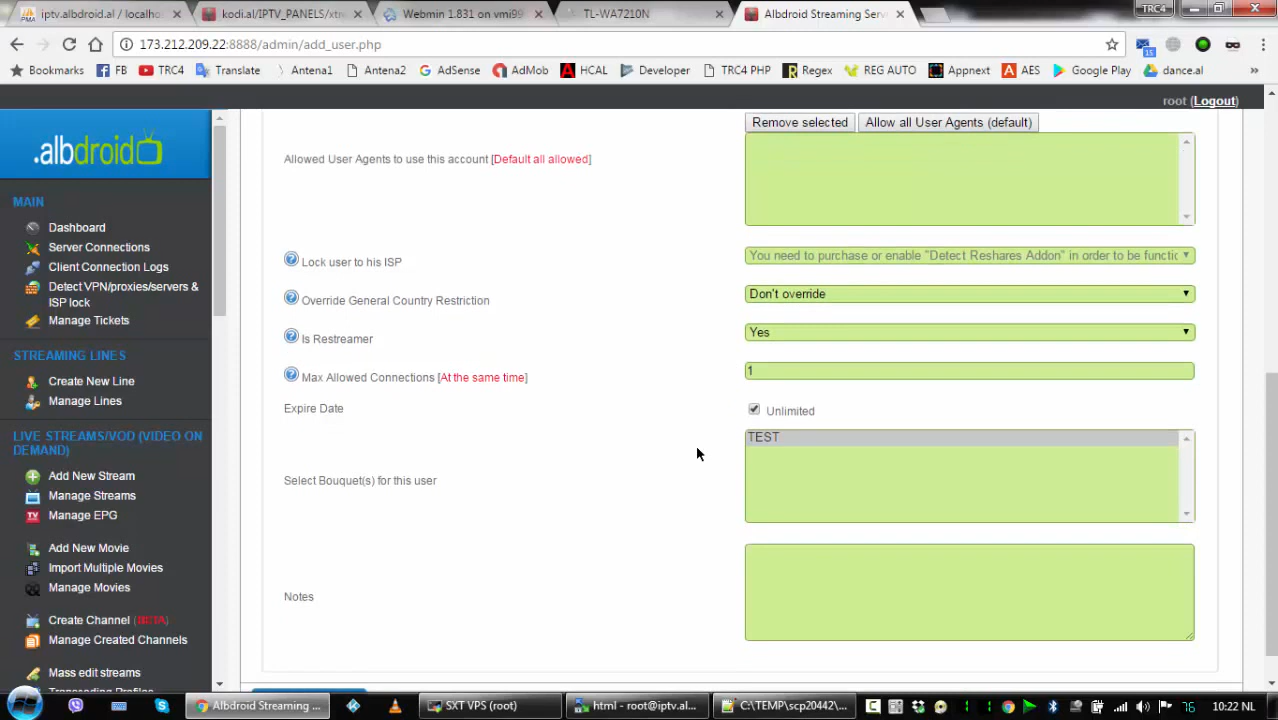 iptv.albdroid.al / localhos
kodi.al/IPTV_PANELS/xtre
Webmin 1.831 on vmi99
TL-WA7210N
Albdroid Streaming Serv
TRC4
173.212.209.22:8888/admin/add_user.php
15
Bookmarks
FB
TRC4
Translate
Antena1
Antena2
AdSense
AdMob
HCAL
Developer
TRC4 PHP
Regex
REG AUTO
Appnext
AES
Google Play
dance.al
»
root (Logout)
.albdroid
MAIN
Dashboard
Server Connections
Client Connection Logs
Detect VPN/proxies/servers &
ISP lock
Manage Tickets
STREAMING LINES
Create New Line
Manage Lines
LIVE STREAMS/VOD (VIDEO ON
DEMAND)
Add New Stream
Manage Streams
Manage EPG
Add New Movie
Import Multiple Movies
Manage Movies
Create Channel (BETA)
Manage Created Channels
Mass edit streams
Transcoding Profiles
Remove selected
Allow all User Agents (default)
Allowed User Agents to use this account [Default all allowed]
Lock user to his ISP
You need to purchase or enable "Detect Reshares Addon" in order to be functic
Override General Country Restriction
Don't override
Is Restreamer
Yes
Max Allowed Connections [At the same time]
1
Expire Date
Unlimited
TEST
Select Bouquet(s) for this user
Notes
Albdroid Streaming ...
SXT VPS (root)
html - root@iptv.al...
C:\TEMP\scp20442\...
76
10:22 NL